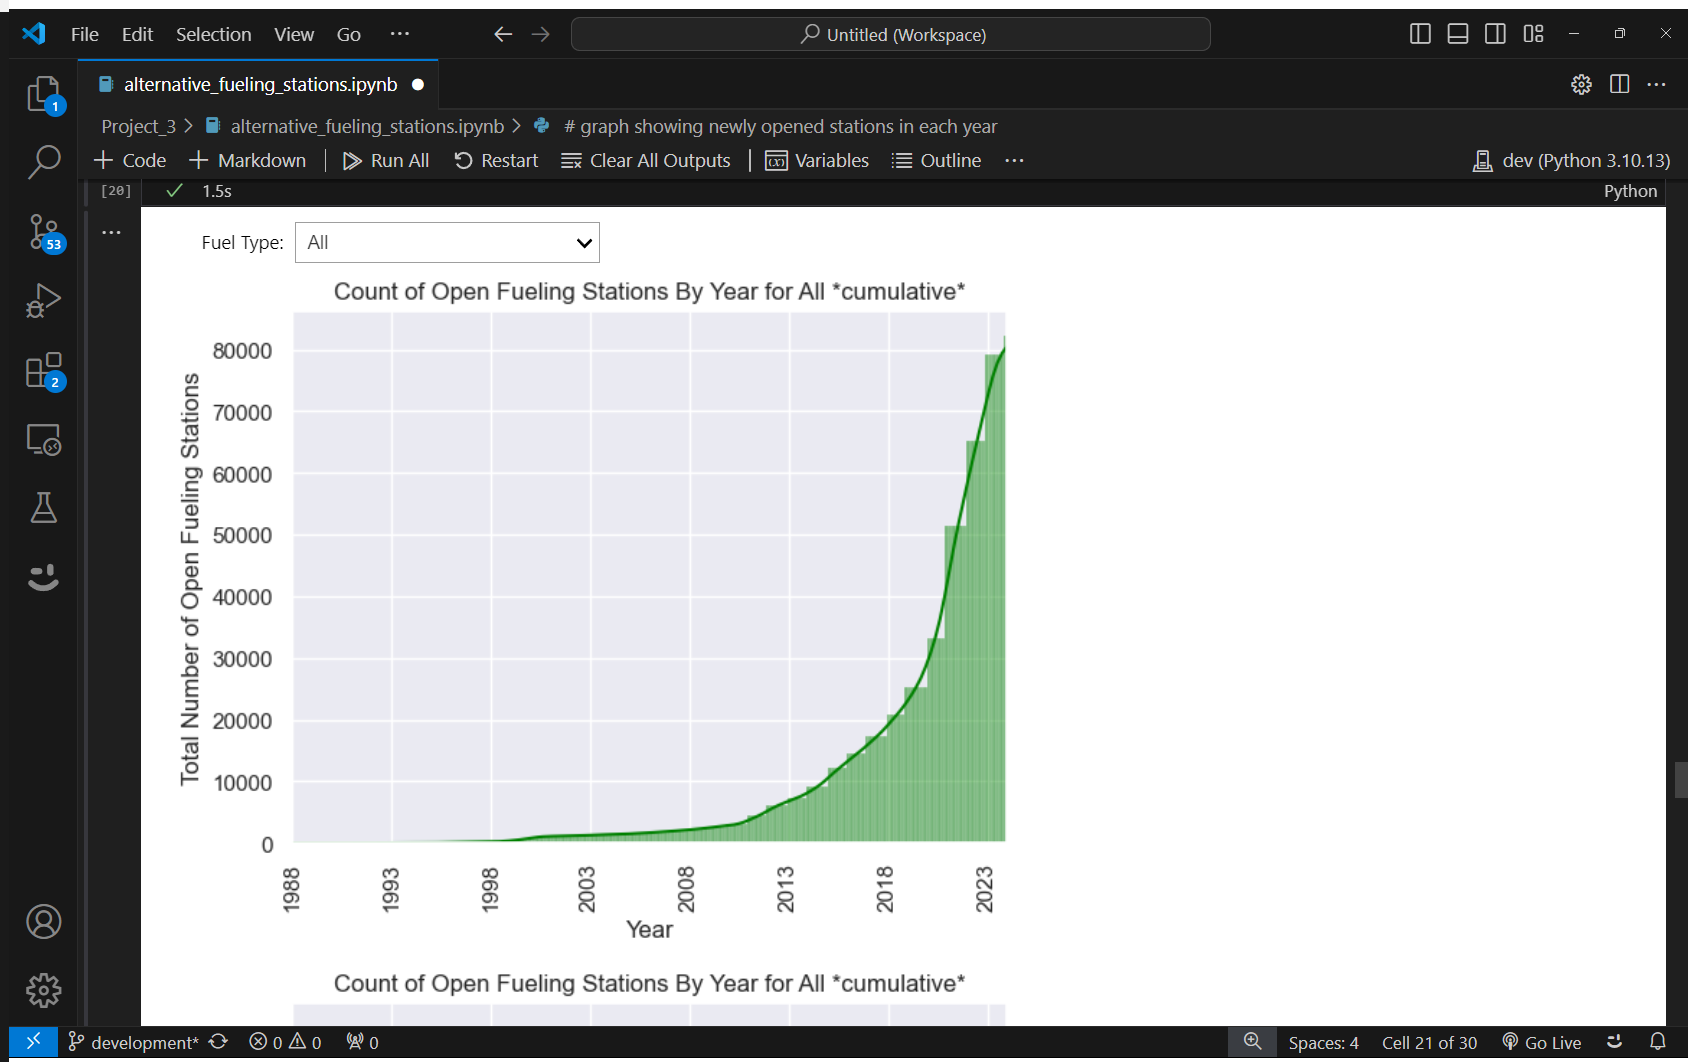 File Edit Selection View Go ···
Untitled (Workspace)
alternative_fueling_stations.ipynb
Project_3 > alternative_fueling_stations.ipynb > # graph showing newly opened stations in each year
+ Code + Markdown | Run All Restart Clear All Outputs | Variables Outline ···
dev (Python 3.10.13)
[20] 1.5s
Python
1
53
2
Fuel Type: All
Count of Open Fueling Stations By Year for All *cumulative*
Total Number of Open Fueling Stations
80000
70000
60000
50000
40000
30000
20000
10000
0
1988 1993 1998 2003 2008 2013 2018 2023
Year
Count of Open Fueling Stations By Year for All *cumulative*
development* 0 0 0
Spaces: 4 Cell 21 of 30 Go Live